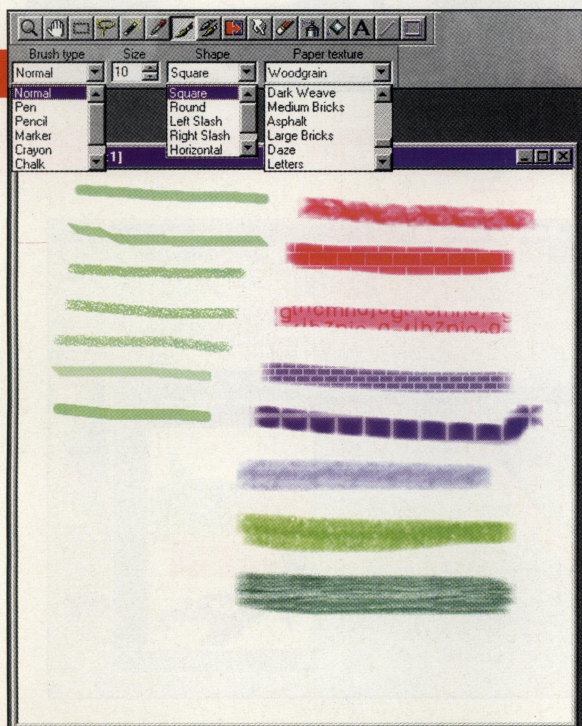 A
Brush type Size Shape Paper texture
Normal 10 Square Woodgrain
Normal Square Dark Weave
Pen Round Medium Bricks
Pencil Left Slash Asphalt
Marker Right Slash Large Bricks
Crayon Horizontal Daze
Chalk Letters
:1]